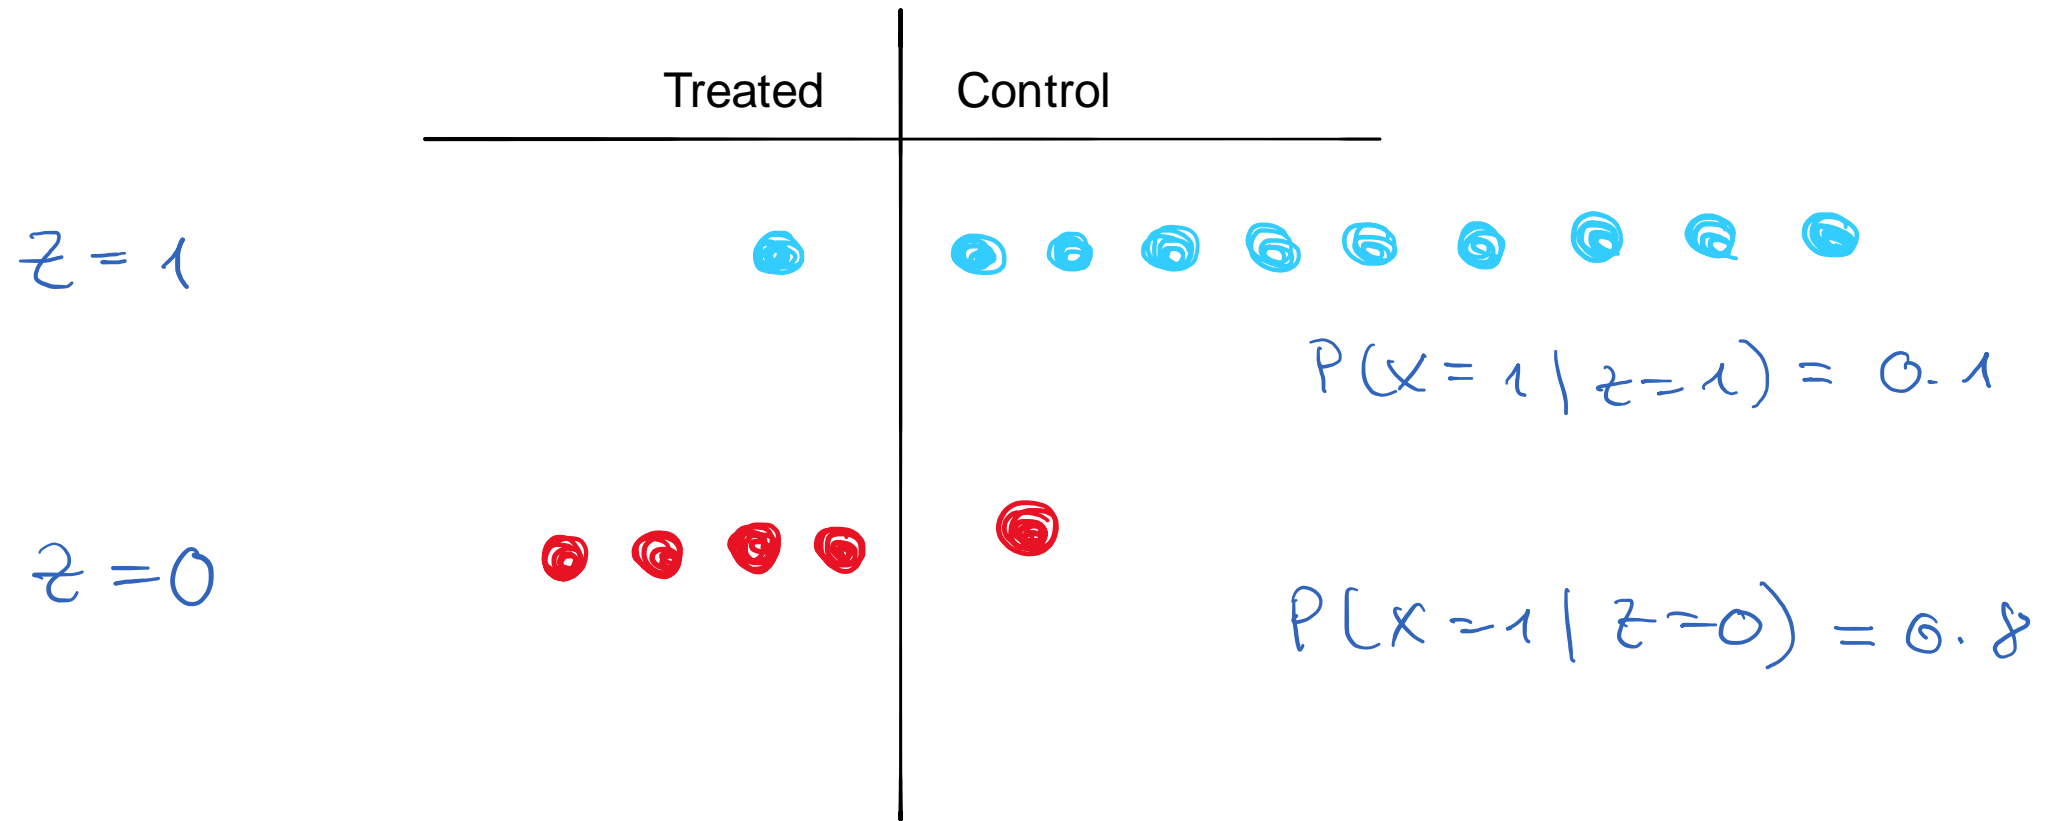 Treated Control
z = 1
P(x = 1 | z = 1) = 0.1
z = 0
P(x = 1 | z = 0) = 0.8